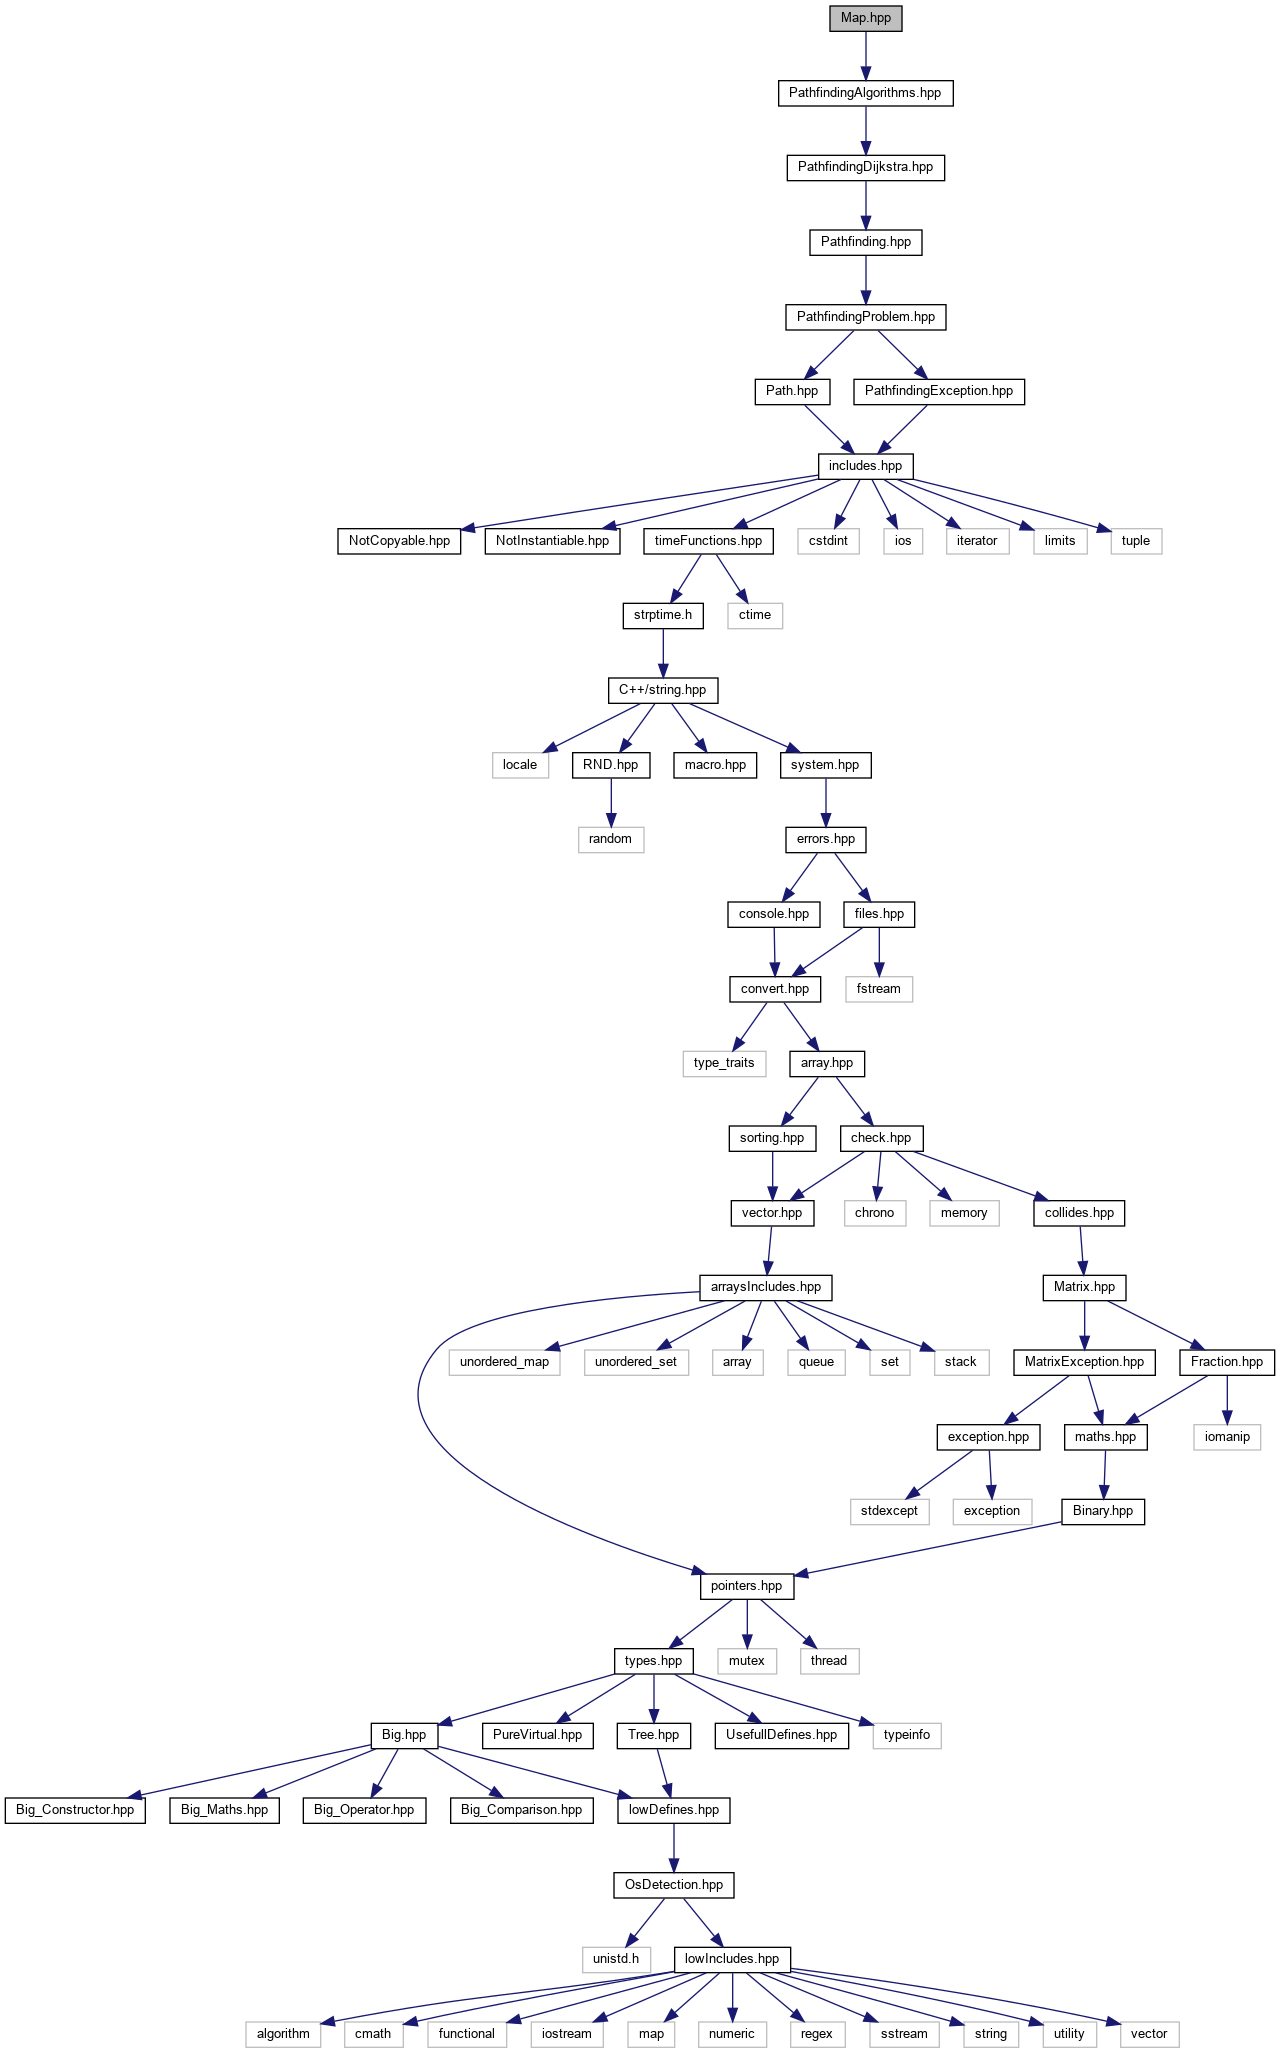 Map.hpp
PathfindingAlgorithms.hpp
PathfindingDijkstra.hpp
Pathfinding.hpp
PathfindingProblem.hpp
Path.hpp
PathfindingException.hpp
includes.hpp
NotCopyable.hpp
NotInstantiable.hpp
timeFunctions.hpp
cstdint
ios
iterator
limits
tuple
strptime.h
ctime
C++/string.hpp
locale
RND.hpp
macro.hpp
system.hpp
random
errors.hpp
console.hpp
files.hpp
convert.hpp
fstream
type_traits
array.hpp
sorting.hpp
check.hpp
vector.hpp
chrono
memory
collides.hpp
arraysIncludes.hpp
Matrix.hpp
unordered_map
unordered_set
array
queue
set
stack
MatrixException.hpp
Fraction.hpp
exception.hpp
maths.hpp
iomanip
stdexcept
exception
Binary.hpp
pointers.hpp
types.hpp
mutex
thread
Big.hpp
PureVirtual.hpp
Tree.hpp
UsefullDefines.hpp
typeinfo
Big_Constructor.hpp
Big_Maths.hpp
Big_Operator.hpp
Big_Comparison.hpp
lowDefines.hpp
OsDetection.hpp
unistd.h
lowIncludes.hpp
algorithm
cmath
functional
iostream
map
numeric
regex
sstream
string
utility
vector